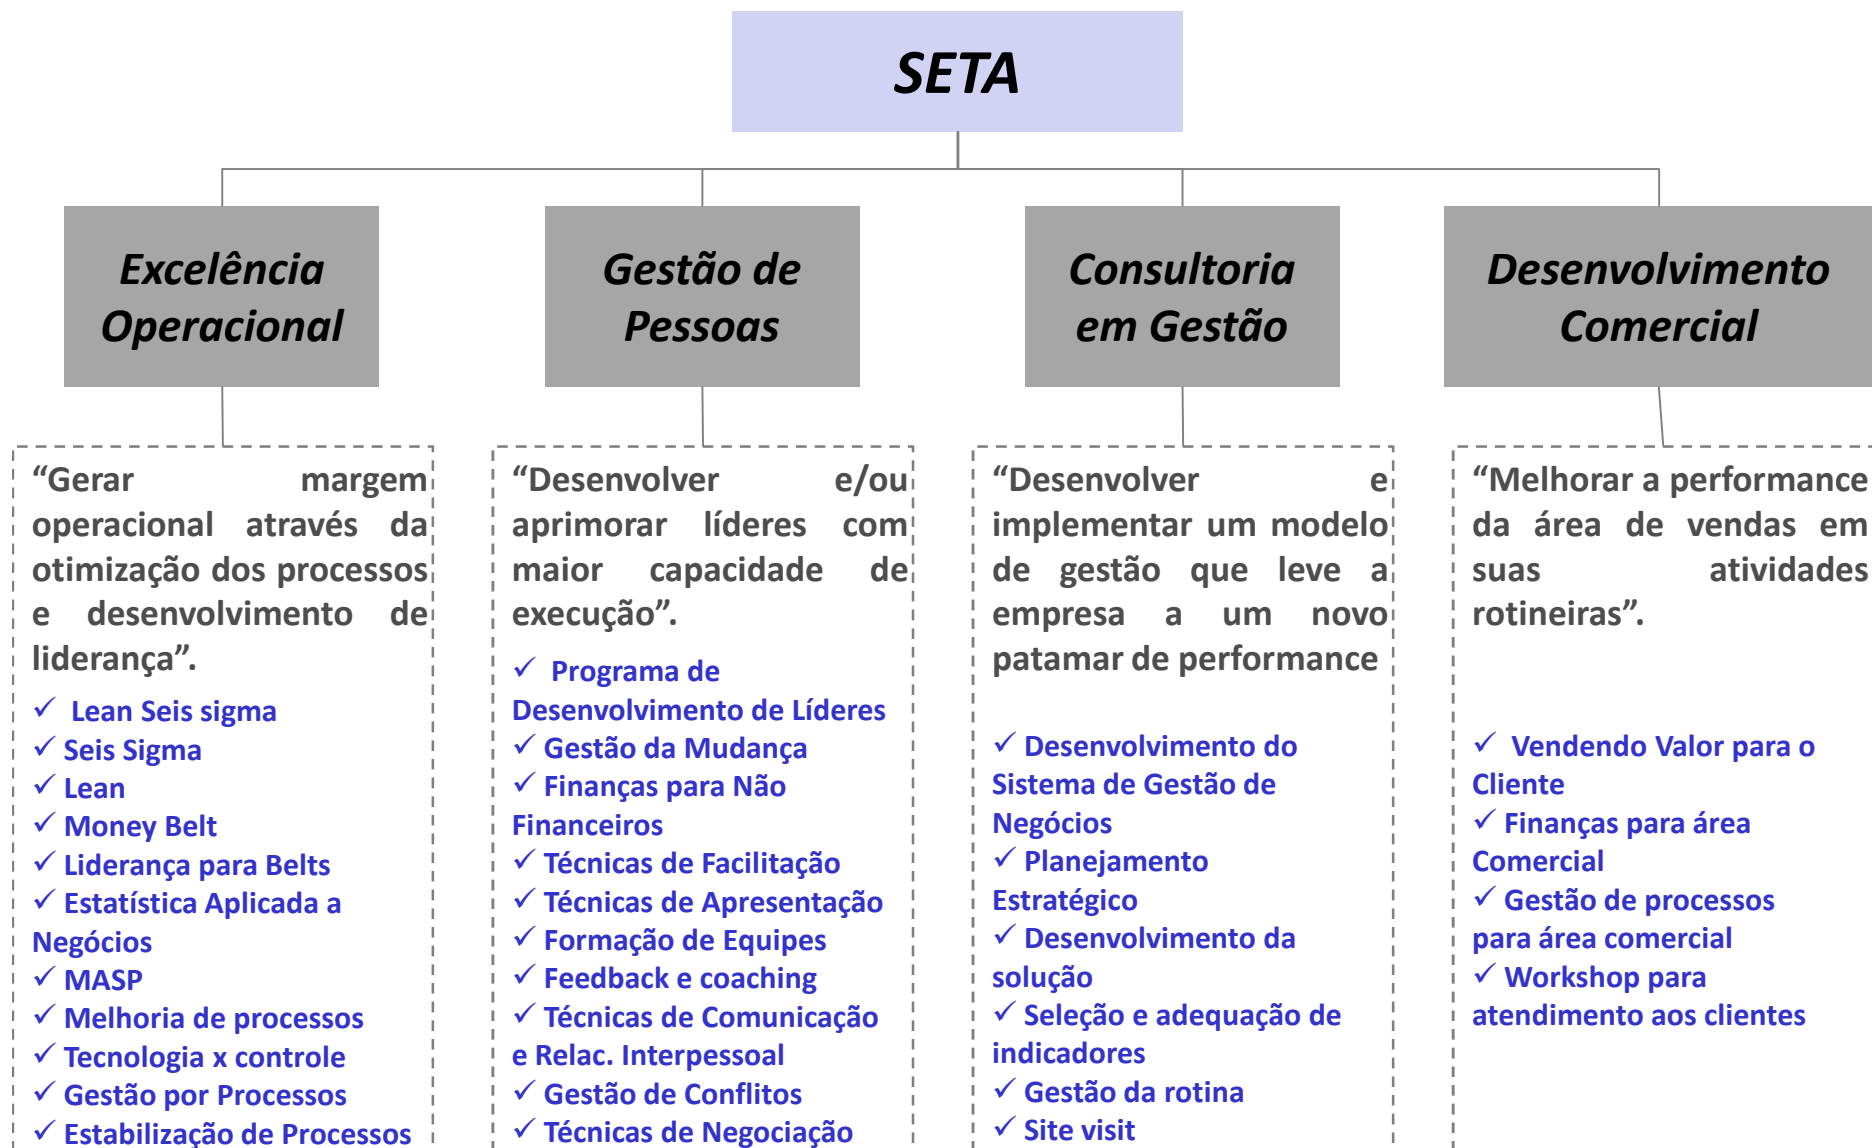 SETA
Excelência
Operacional
Gestão de
Pessoas
Consultoria
em Gestão
Desenvolvimento
Comercial
“Gerar margem
operacional através da
otimização dos processos
e desenvolvimento de
liderança”.
✓ Lean Seis sigma
✓ Seis Sigma
✓ Lean
✓ Money Belt
✓ Liderança para Belts
✓ Estatística Aplicada a
Negócios
✓ MASP
✓ Melhoria de processos
✓ Tecnologia x controle
✓ Gestão por Processos
✓ Estabilização de Processos
“Desenvolver e/ou
aprimorar líderes com
maior capacidade de
execução”.
✓ Programa de
Desenvolvimento de Líderes
✓ Gestão da Mudança
✓ Finanças para Não
Financeiros
✓ Técnicas de Facilitação
✓ Técnicas de Apresentação
✓ Formação de Equipes
✓ Feedback e coaching
✓ Técnicas de Comunicação
e Relac. Interpessoal
✓ Gestão de Conflitos
✓ Técnicas de Negociação
“Desenvolver e
implementar um modelo
de gestão que leve a
empresa a um novo
patamar de performance
✓ Desenvolvimento do
Sistema de Gestão de
Negócios
✓ Planejamento
Estratégico
✓ Desenvolvimento da
solução
✓ Seleção e adequação de
indicadores
✓ Gestão da rotina
✓ Site visit
“Melhorar a performance
da área de vendas em
suas atividades
rotineiras”.
✓ Vendendo Valor para o
Cliente
✓ Finanças para área
Comercial
✓ Gestão de processos
para área comercial
✓ Workshop para
atendimento aos clientes